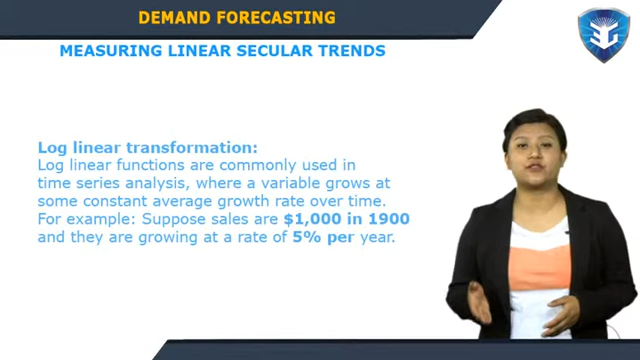 DEMAND FORECASTING
MEASURING LINEAR SECULAR TRENDS
Log linear transformation:
Log linear functions are commonly used in
time series analysis, where a variable grows at
some constant average growth rate over time.
For example: Suppose sales are $1,000 in 1900
and they are growing at a rate of 5% per year.